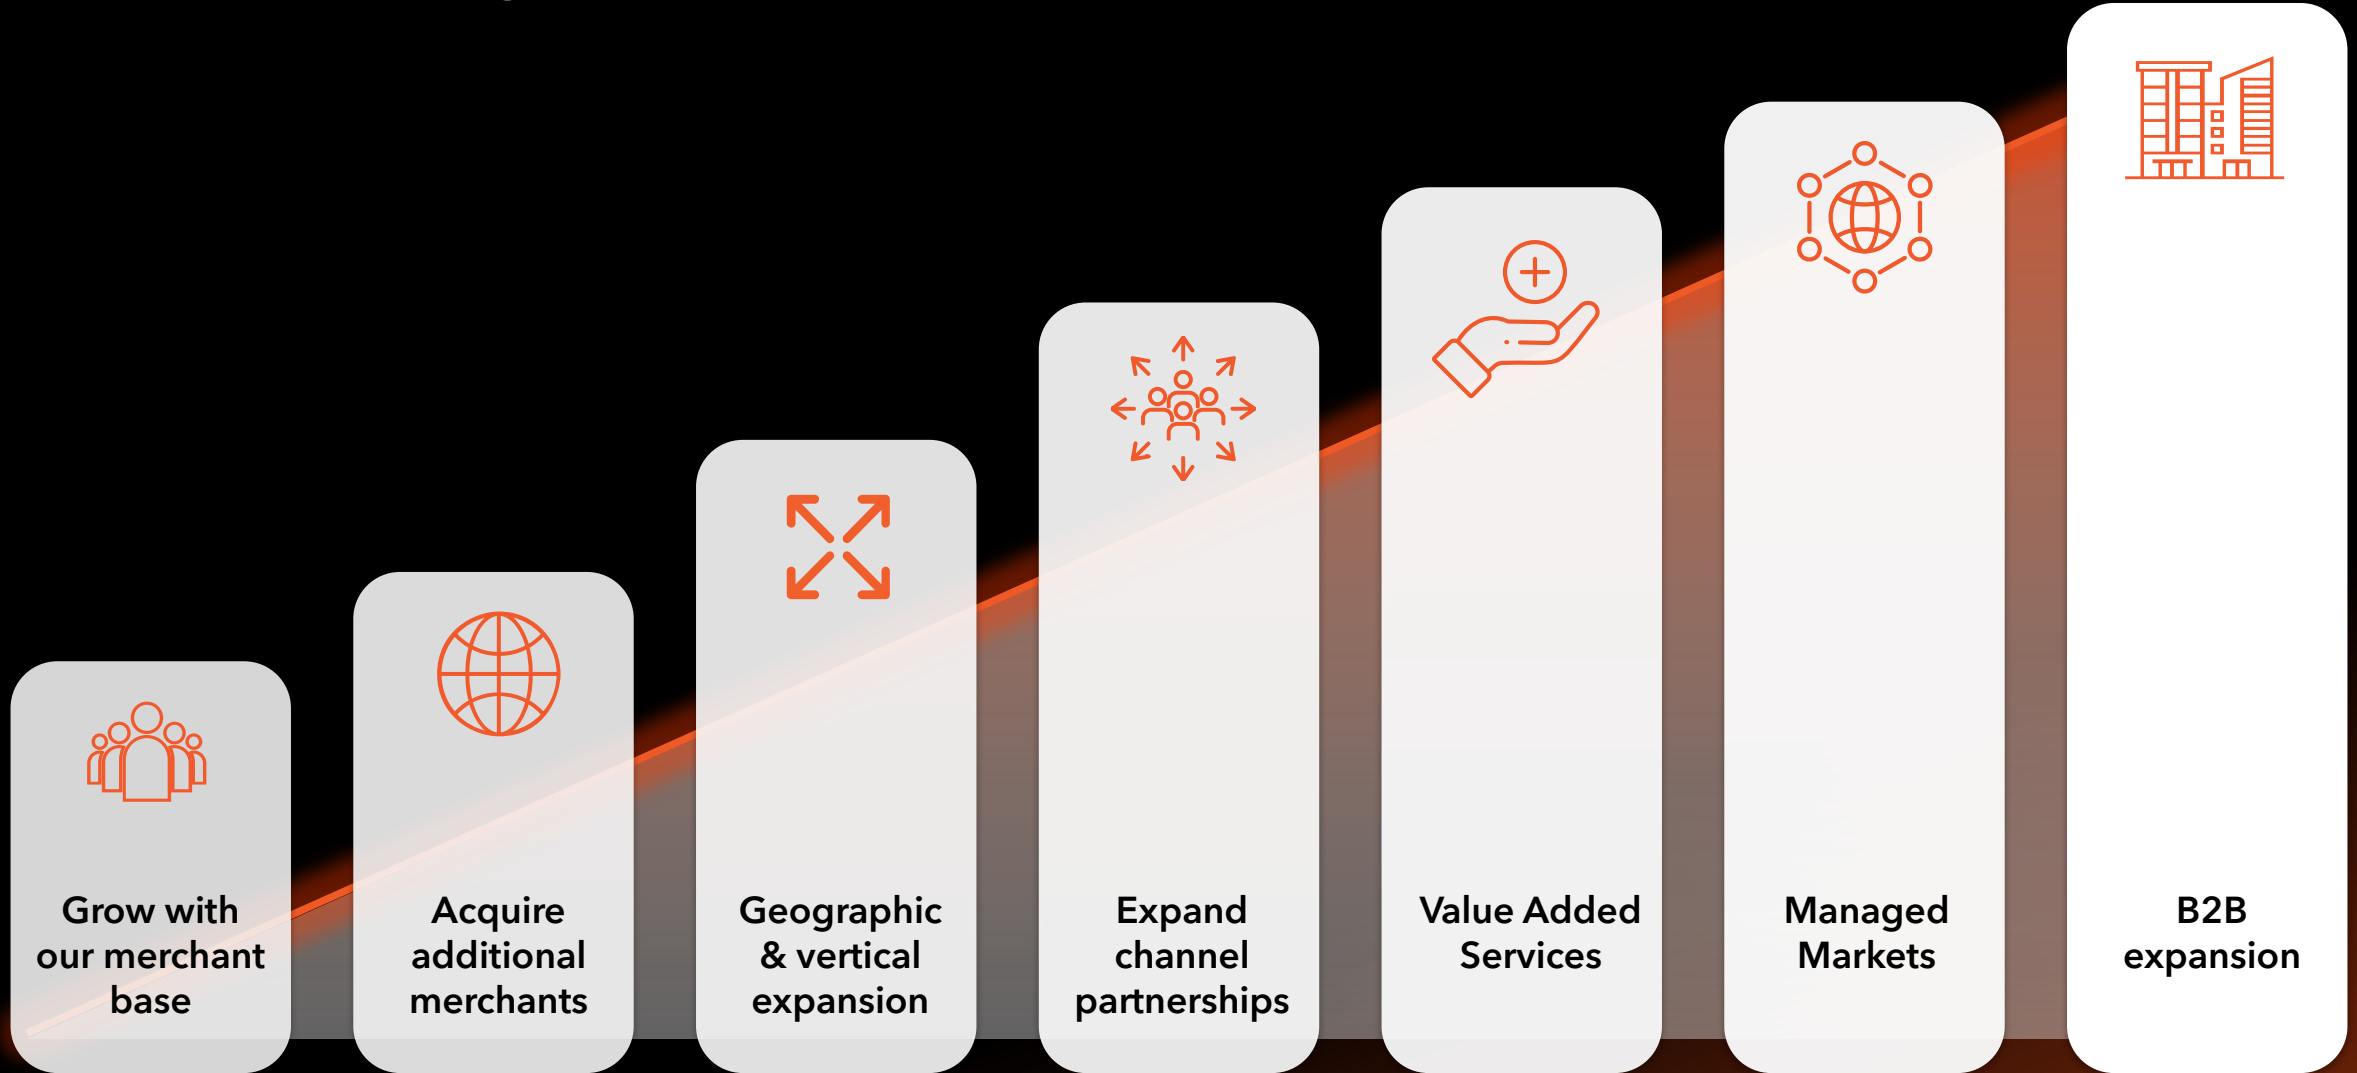 Grow with
our merchant
base
Acquire
additional
merchants
Geographic
& vertical
expansion
Expand
channel
partnerships
Value Added
Services
Managed
Markets
B2B
expansion